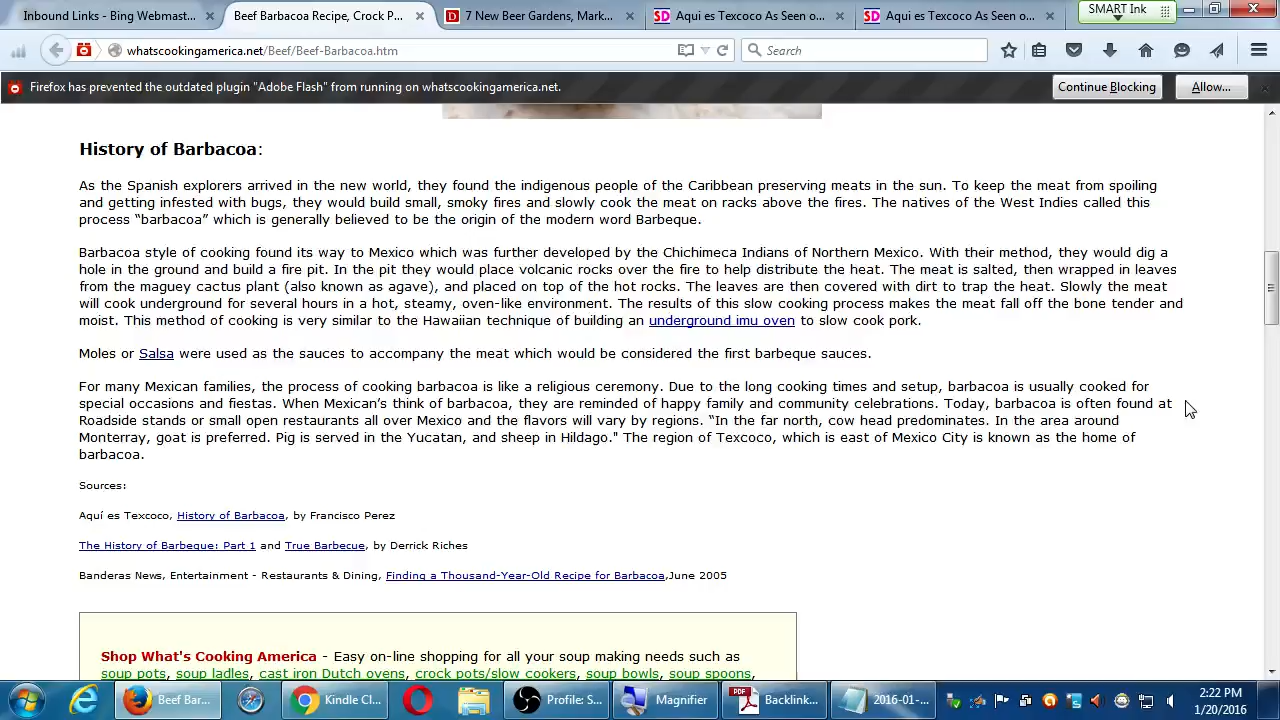 Inbound Links - Bing Webmast...
Beef Barbacoa Recipe, Crock P...
7 New Beer Gardens, Mark...
Aqui es Texcoco As Seen o...
Aqui es Texcoco As Seen o...
SMART Ink
whatscookingamerica.net/Beef/Beef-Barbacoa.htm
Search
Firefox has prevented the outdated plugin "Adobe Flash" from running on whatscookingamerica.net.
Continue Blocking
Allow...
History of Barbacoa:
As the Spanish explorers arrived in the new world, they found the indigenous people of the Caribbean preserving meats in the sun. To keep the meat from spoiling
and getting infested with bugs, they would build small, smoky fires and slowly cook the meat on racks above the fires. The natives of the West Indies called this
process “barbacoa” which is generally believed to be the origin of the modern word Barbeque.
Barbacoa style of cooking found its way to Mexico which was further developed by the Chichimeca Indians of Northern Mexico. With their method, they would dig a
hole in the ground and build a fire pit. In the pit they would place volcanic rocks over the fire to help distribute the heat. The meat is salted, then wrapped in leaves
from the maguey cactus plant (also known as agave), and placed on top of the hot rocks. The leaves are then covered with dirt to trap the heat. Slowly the meat
will cook underground for several hours in a hot, steamy, oven-like environment. The results of this slow cooking process makes the meat fall off the bone tender and
moist. This method of cooking is very similar to the Hawaiian technique of building an underground imu oven to slow cook pork.
Moles or Salsa were used as the sauces to accompany the meat which would be considered the first barbeque sauces.
For many Mexican families, the process of cooking barbacoa is like a religious ceremony. Due to the long cooking times and setup, barbacoa is usually cooked for
special occasions and fiestas. When Mexican’s think of barbacoa, they are reminded of happy family and community celebrations. Today, barbacoa is often found at
Roadside stands or small open restaurants all over Mexico and the flavors will vary by regions. “In the far north, cow head predominates. In the area around
Monterray, goat is preferred. Pig is served in the Yucatan, and sheep in Hildago." The region of Texcoco, which is east of Mexico City is known as the home of
barbacoa.
Sources:
Aquí es Texcoco, History of Barbacoa, by Francisco Perez
The History of Barbeque: Part 1 and True Barbecue, by Derrick Riches
Banderas News, Entertainment - Restaurants & Dining, Finding a Thousand-Year-Old Recipe for Barbacoa,June 2005
Shop What's Cooking America - Easy on-line shopping for all your soup making needs such as
soup pots, soup ladles, cast iron Dutch ovens, crock pots/slow cookers, soup bowls, soup spoons,
Beef Bar...
Kindle Cl...
Profile: S...
Magnifier
Backlink...
2016-01-...
2:22 PM
1/20/2016